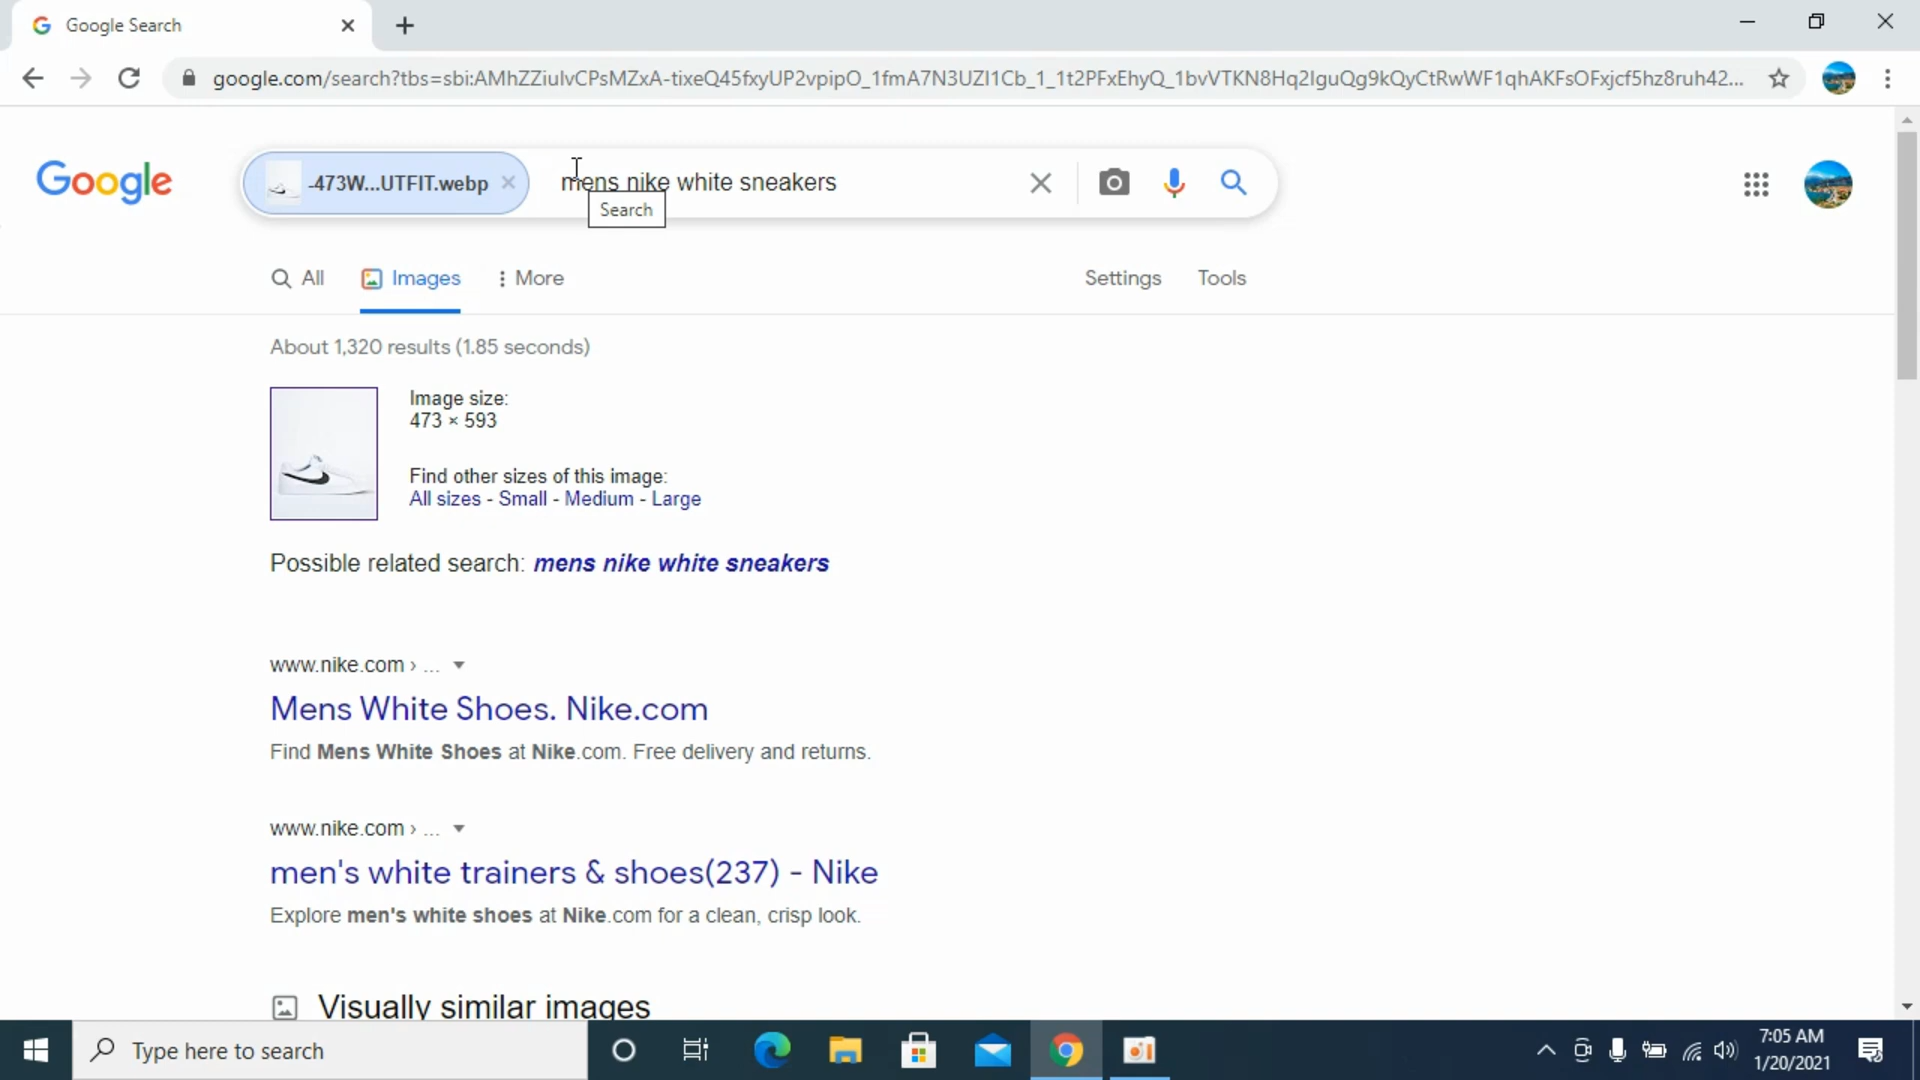 Google Search
google.com/search?tbs=sbi:AMhZZiulvCPsMZxA-tixeQ45fxyUP2vpipO_1fmA7N3UZI1Cb_1_1t2PFxEhyQ_1bvVTKN8Hq2IguQg9kQyCtRwWF1qhAKFsOFxjcf5hz8ruh42...
Google
-473W...UTFIT.webp
mens nike white sneakers
Search
All
Images
More
Settings
Tools
About 1,320 results (1.85 seconds)
Image size:
473 × 593
Find other sizes of this image:
All sizes - Small - Medium - Large
Possible related search: mens nike white sneakers
www.nike.com › ...
Mens White Shoes. Nike.com
Find Mens White Shoes at Nike.com. Free delivery and returns.
www.nike.com › ...
men's white trainers & shoes(237) - Nike
Explore men's white shoes at Nike.com for a clean, crisp look.
Visually similar images
Type here to search
7:05 AM
1/20/2021